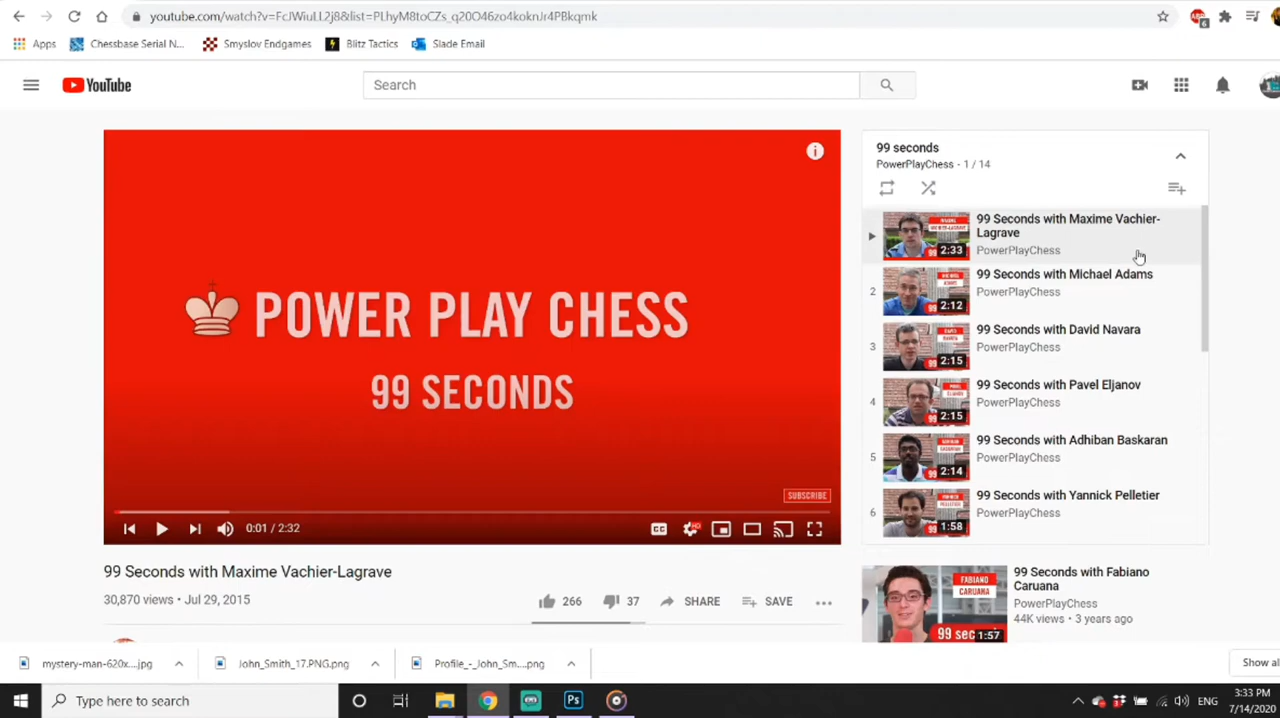 youtube.com/watch?v=FcJWiuLL2j8&list=PLhyM8toCZs_q20O46zo4koknJr4PBkqmk
6
Apps
Chessbase Serial N...
Smyslov Endgames
Blitz Tactics
Slade Email
YouTube
Search
POWER PLAY CHESS
99 SECONDS
SUBSCRIBE
0:01 / 2:32
CC
HD
99 Seconds with Maxime Vachier-Lagrave
30,870 views • Jul 29, 2015
266
37
SHARE
SAVE
99 seconds
PowerPlayChess - 1 / 14
2:33
99 Seconds with Maxime Vachier-
Lagrave
PowerPlayChess
2
2:12
99 Seconds with Michael Adams
PowerPlayChess
3
2:15
99 Seconds with David Navara
PowerPlayChess
4
2:15
99 Seconds with Pavel Eljanov
PowerPlayChess
5
2:14
99 Seconds with Adhiban Baskaran
PowerPlayChess
6
1:58
99 Seconds with Yannick Pelletier
PowerPlayChess
FABIANO
CARUANA
99 sec
1:57
99 Seconds with Fabiano
Caruana
PowerPlayChess
44K views • 3 years ago
mystery-man-620x....jpg
John_Smith_17.PNG.png
Profile_-_John_Sm....png
Show al
Type here to search
Ps
ENG
3:33 PM
7/14/2020